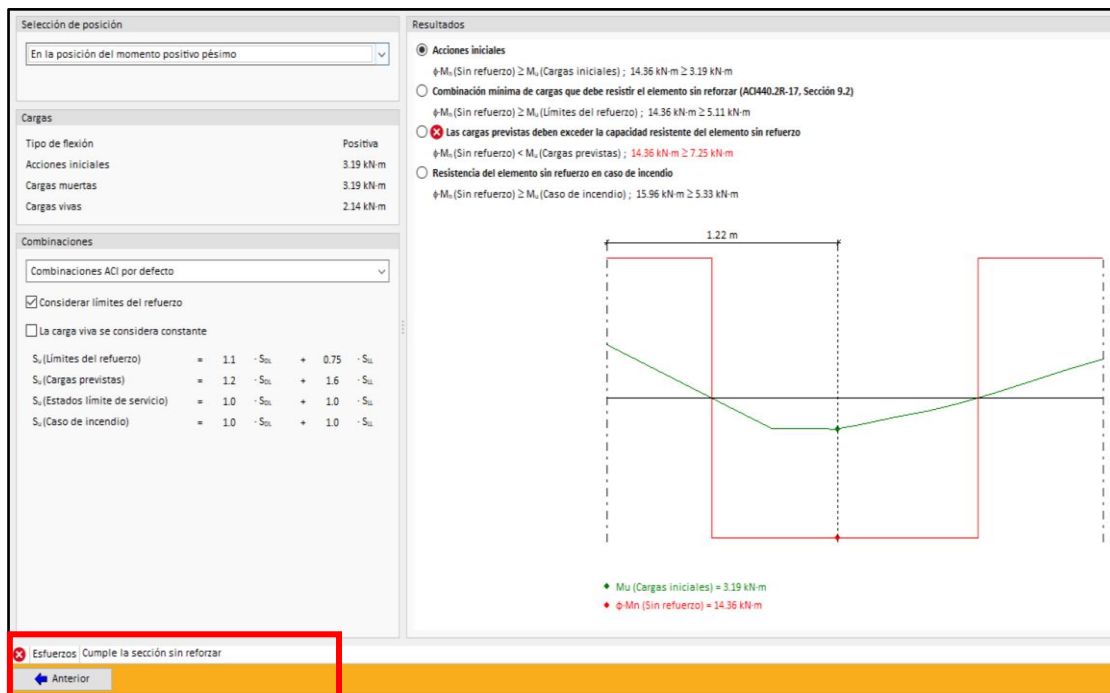 Selección de posición
En la posición del momento positivo pésimo
Cargas
Tipo de flexión Positiva
Acciones iniciales 3.19 kN·m
Cargas muertas 3.19 kN·m
Cargas vivas 2.14 kN·m
Combinaciones
Combinaciones ACI por defecto
Considerar límites del refuerzo
La carga viva se considera constante
Sᵤ (Límites del refuerzo) = 1.1 · S_DL + 0.75 · S_LL
Sᵤ (Cargas previstas) = 1.2 · S_DL + 1.6 · S_LL
Sᵤ (Estados límite de servicio) = 1.0 · S_DL + 1.0 · S_LL
Sᵤ (Caso de incendio) = 1.0 · S_DL + 1.0 · S_LL
Resultados
Acciones iniciales
ϕ·Mₙ (Sin refuerzo) ≥ Mᵤ (Cargas iniciales) ; 14.36 kN·m ≥ 3.19 kN·m
Combinación mínima de cargas que debe resistir el elemento sin reforzar (ACI440.2R-17, Sección 9.2)
ϕ·Mₙ (Sin refuerzo) ≥ Mᵤ (Límites del refuerzo) ; 14.36 kN·m ≥ 5.11 kN·m
Las cargas previstas deben exceder la capacidad resistente del elemento sin refuerzo
ϕ·Mₙ (Sin refuerzo) < Mᵤ (Cargas previstas) ; 14.36 kN·m ≥ 7.25 kN·m
Resistencia del elemento sin refuerzo en caso de incendio
ϕ·Mₙ (Sin refuerzo) ≥ Mᵤ (Caso de incendio) ; 15.96 kN·m ≥ 5.33 kN·m
1.22 m
Mu (Cargas iniciales) = 3.19 kN·m
ϕ·Mn (Sin refuerzo) = 14.36 kN·m
Esfuerzos Cumple la sección sin reforzar
Anterior